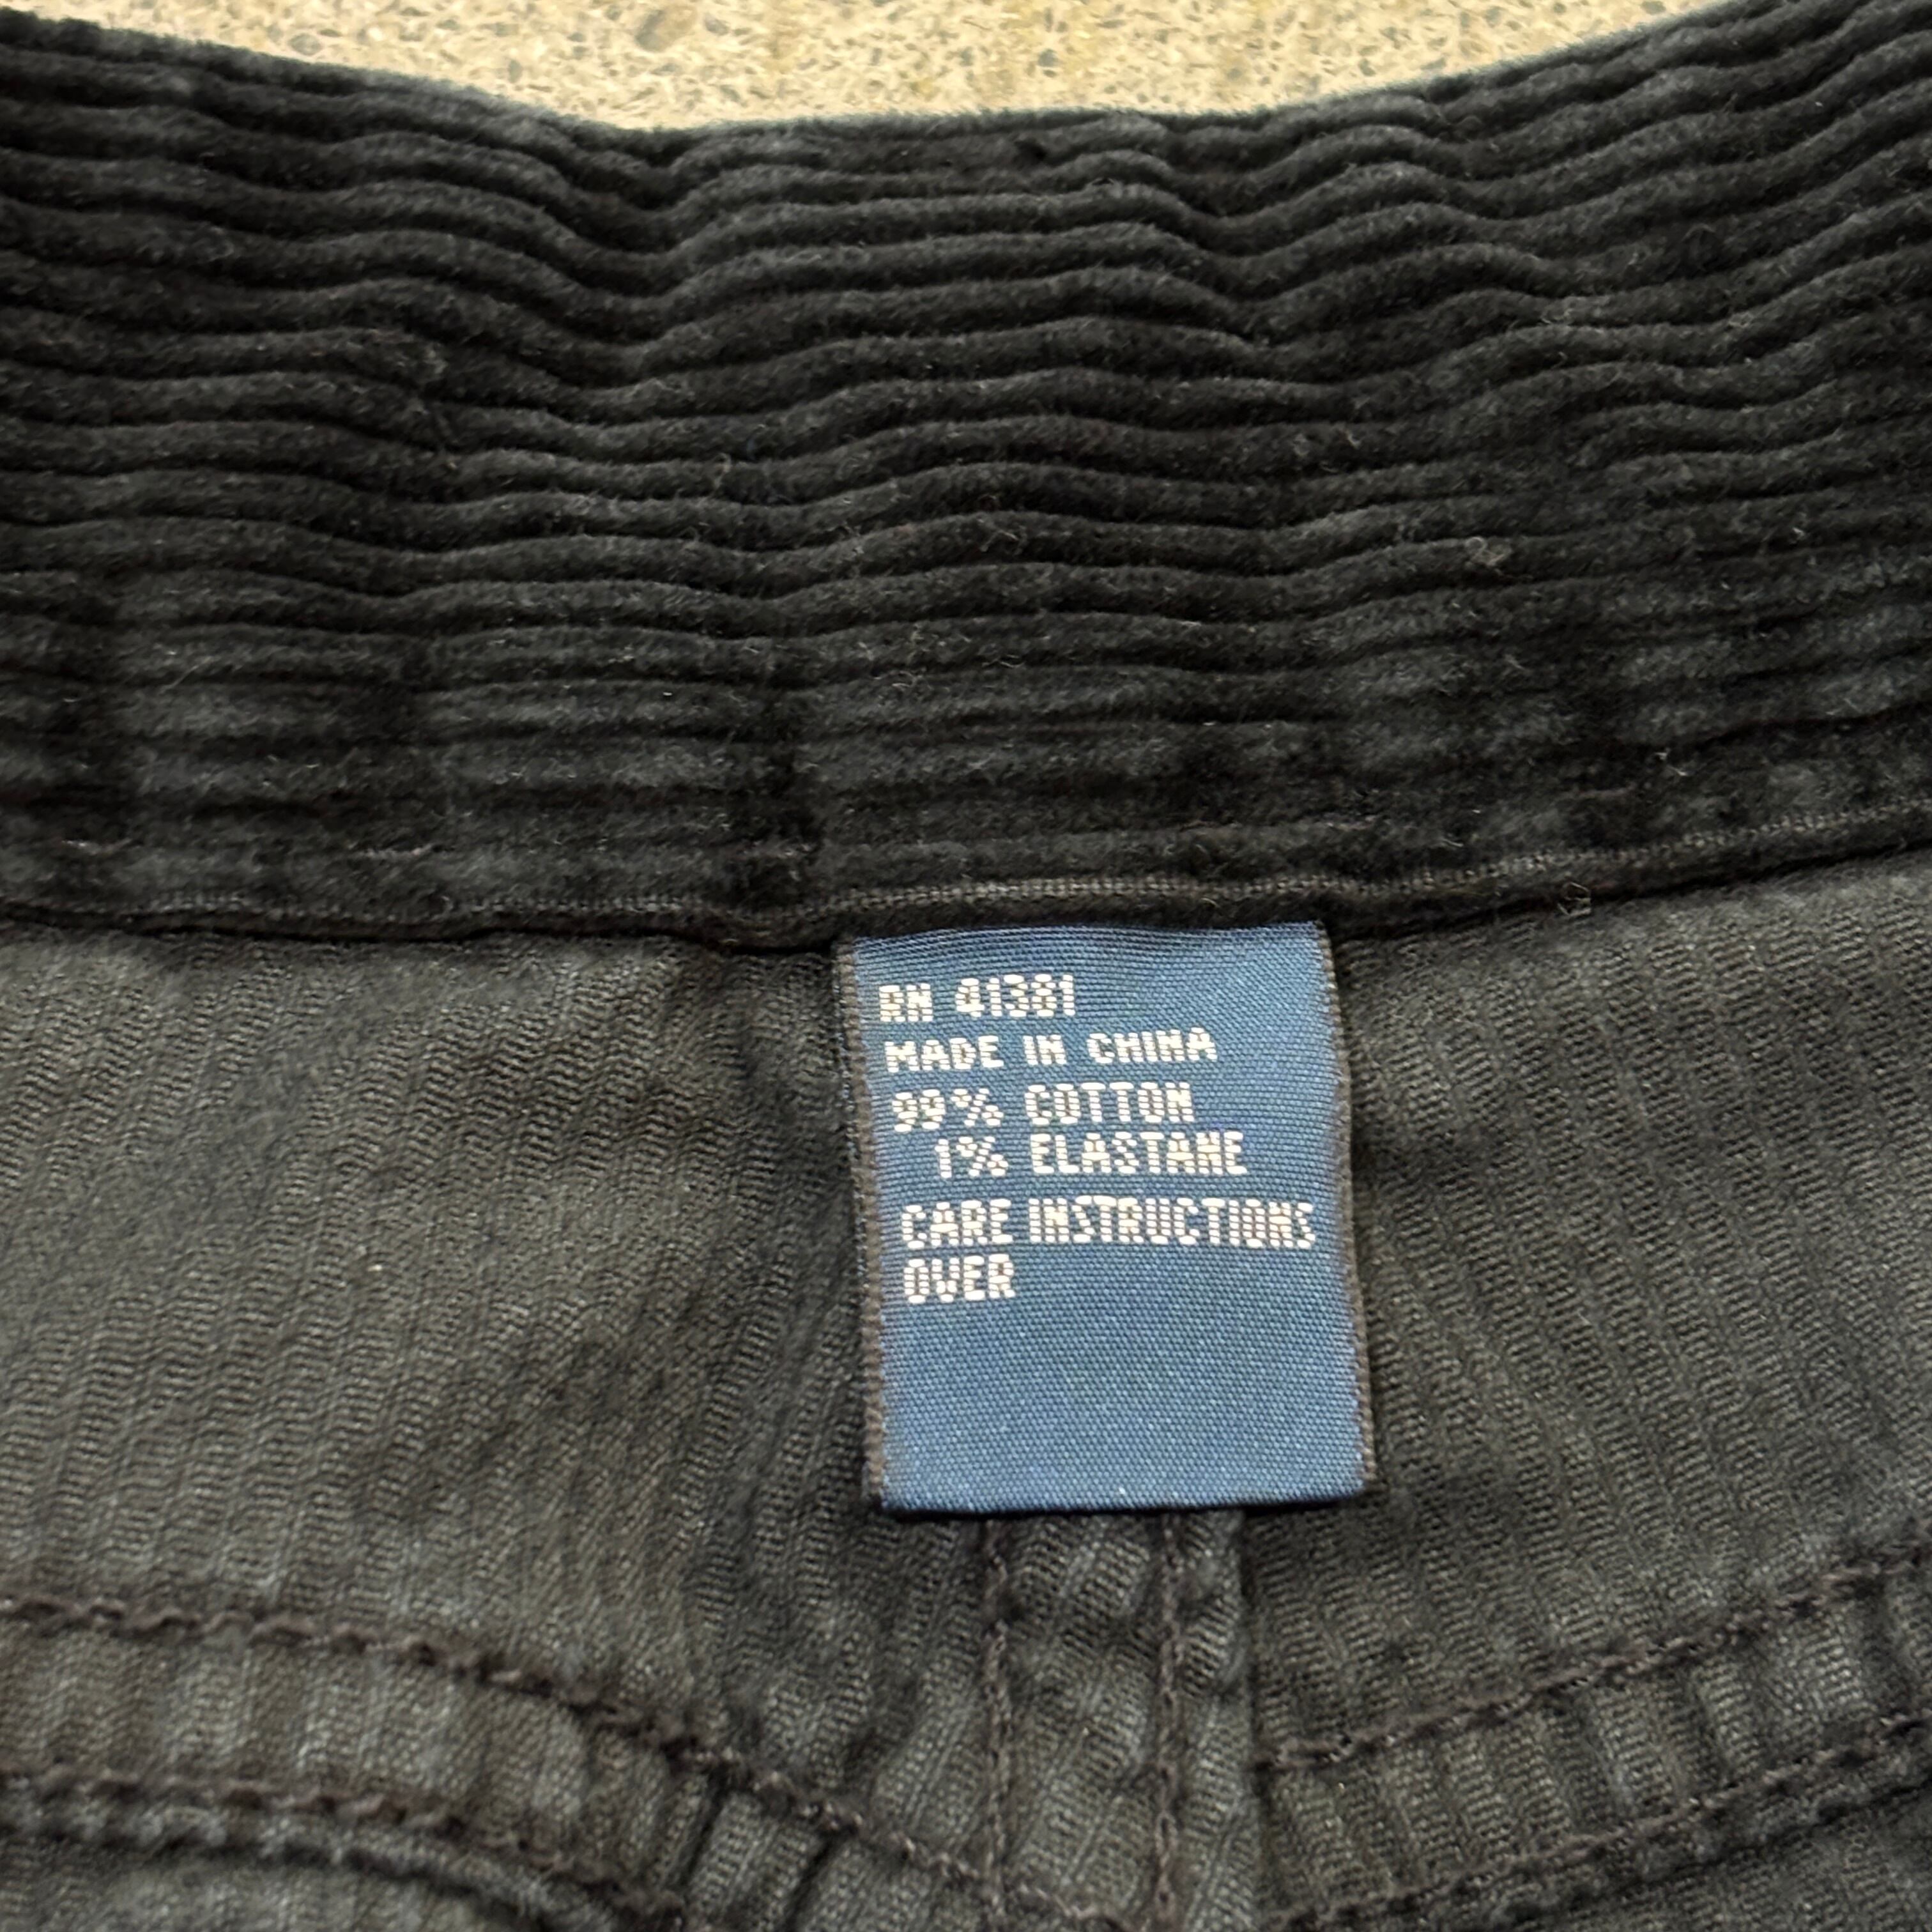 RN 41381
MADE IN CHINA
99% COTTON
1% ELASTANE
CARE INSTRUCTIONS
OVER